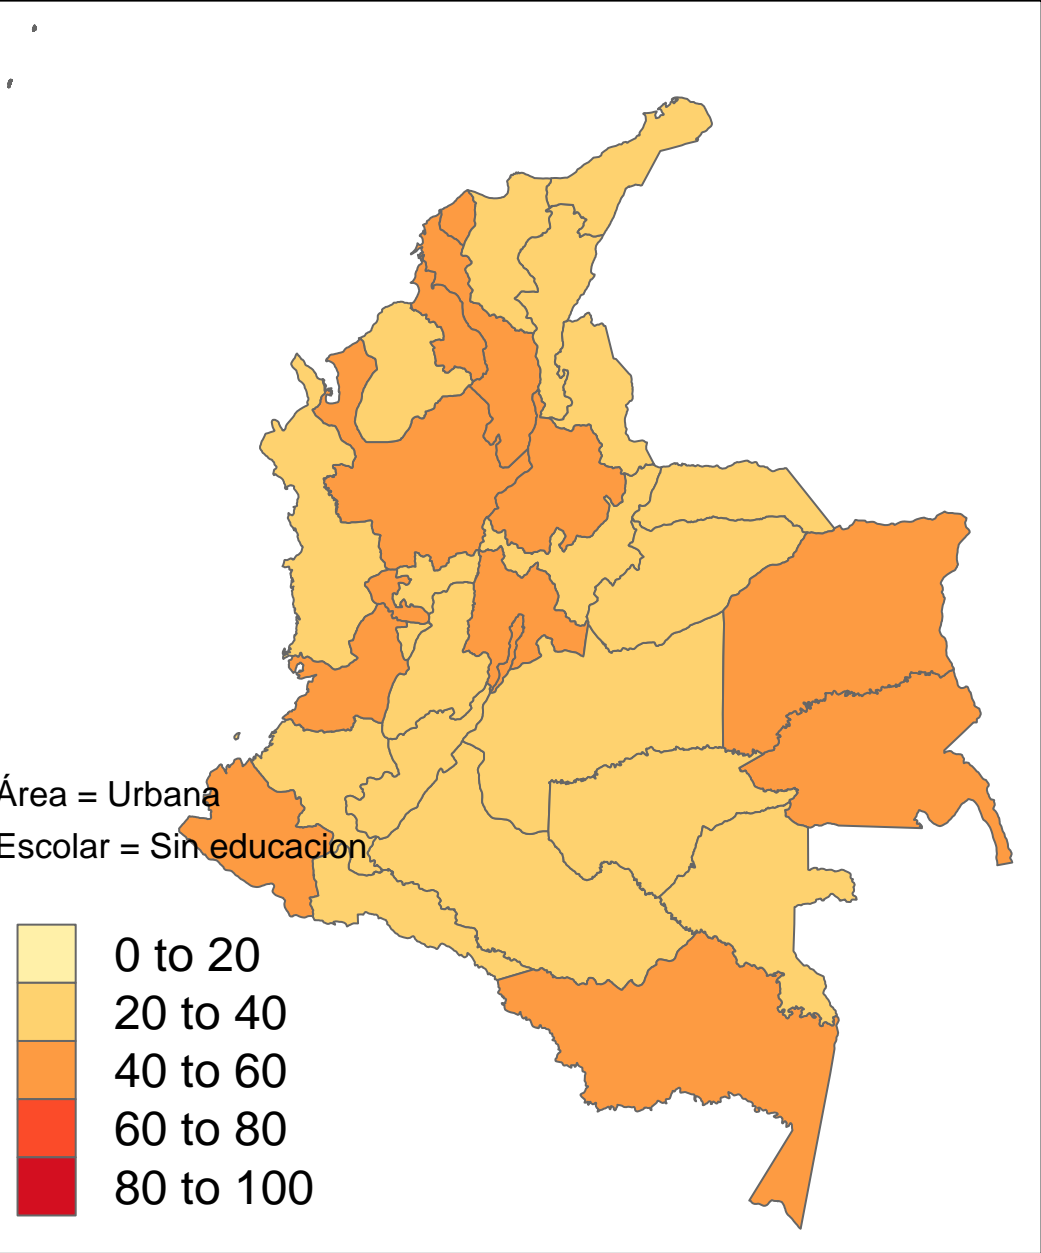 Área = Urbana
Escolar = Sin educación
0 to 20
20 to 40
40 to 60
60 to 80
80 to 100